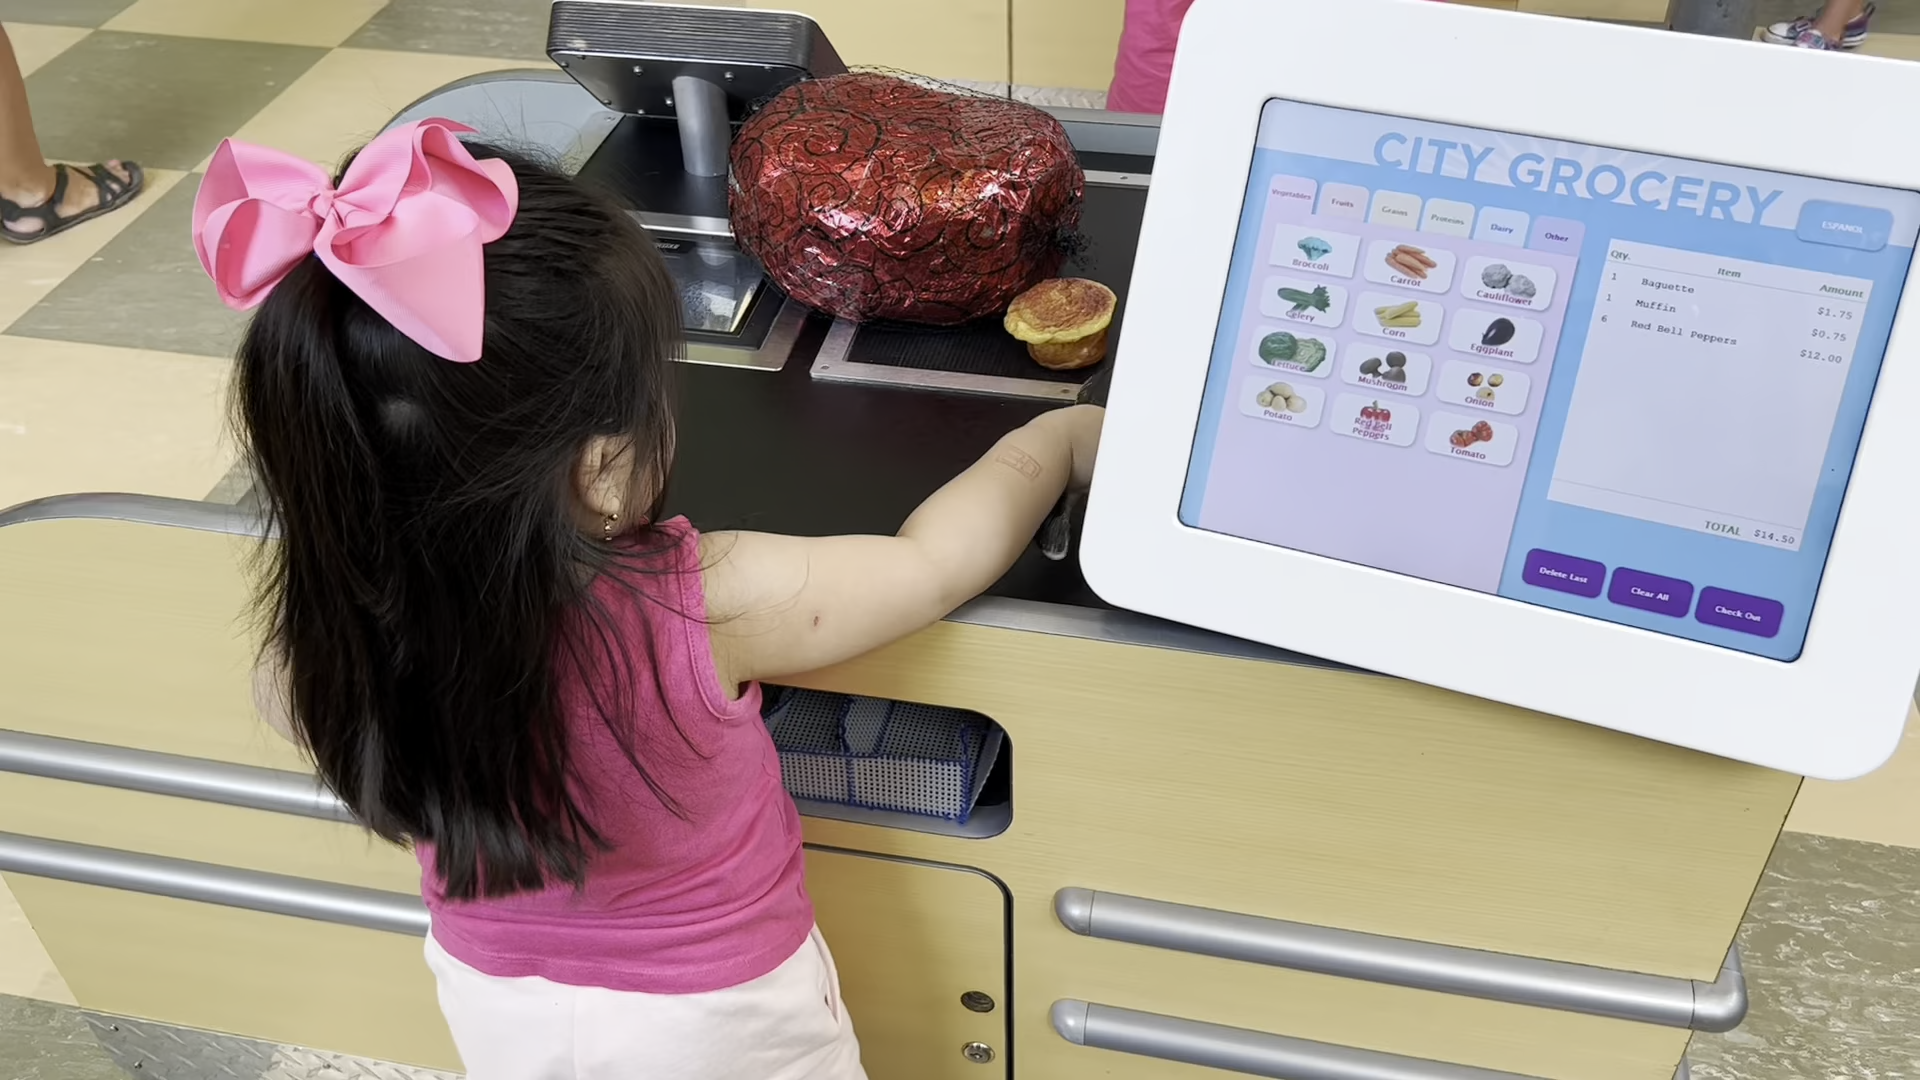 CITY GROCERY
ESPANOL
Vegetables Fruits Grains Proteins Dairy Other
Broccoli Carrot Cauliflower
Celery Corn Eggplant
Lettuce Mushroom Onion
Potato Red Bell Peppers Tomato
Qty. Item Amount
1 Baguette $1.75
1 Muffin $0.75
6 Red Bell Peppers $12.00
TOTAL $14.50
Delete Last Clear All Check Out